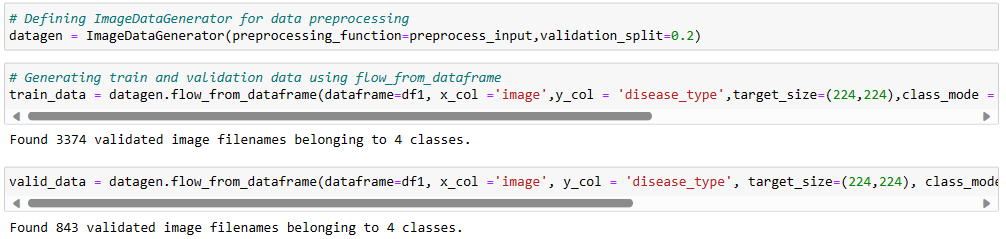 # Defining ImageDataGenerator for data preprocessing
datagen = ImageDataGenerator(preprocessing_function=preprocess_input,validation_split=0.2)
# Generating train and validation data using flow_from_dataframe
train_data = datagen.flow_from_dataframe(dataframe=df1, x_col ='image',y_col = 'disease_type',target_size=(224,224),class_mode =
Found 3374 validated image filenames belonging to 4 classes.
valid_data = datagen.flow_from_dataframe(dataframe=df1, x_col ='image', y_col = 'disease_type', target_size=(224,224), class_mode
Found 843 validated image filenames belonging to 4 classes.